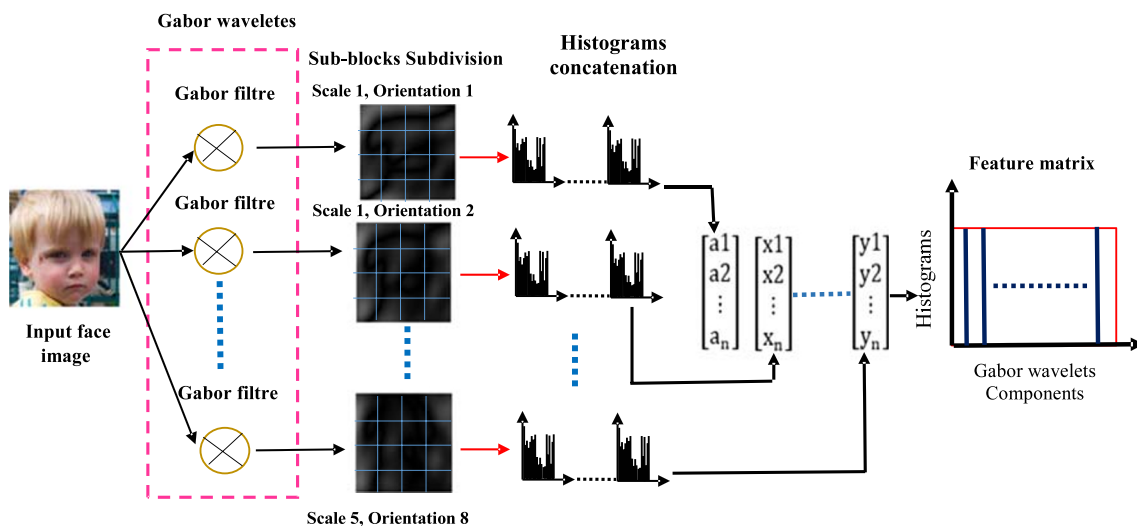 Gabor waveletes
Sub-blocks Subdivision
Histograms
concatenation
Gabor filtre
Scale 1, Orientation 1
Feature matrix
Gabor filtre
Scale 1, Orientation 2
Input face
image
a1
a2
⋮
aₙ
x1
x2
⋮
xₙ
y1
y2
⋮
yₙ
Histograms
Gabor wavelets
Components
Gabor filtre
Scale 5, Orientation 8